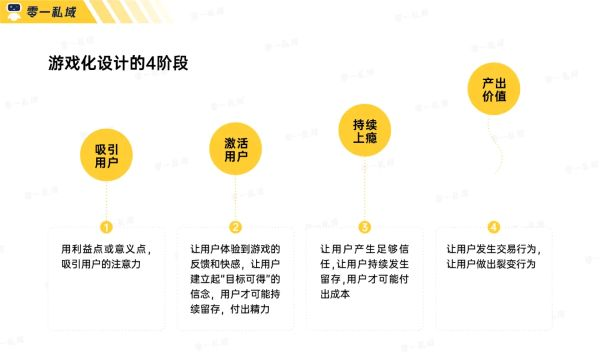 零一私域
游戏化设计的4阶段
吸引
用户
激活
用户
持续
上瘾
产出
价值
1
用利益点或意义点，
吸引用户的注意力
2
让用户体验到游戏的
反馈和快感，让用户
建立起“目标可得”的
信念，用户才可能持
续留存，付出精力
3
让用户产生足够信
任,让用户持续发生
留存,用户才可能付
出成本
4
让用户发生交易行为，
让用户做出裂变行为